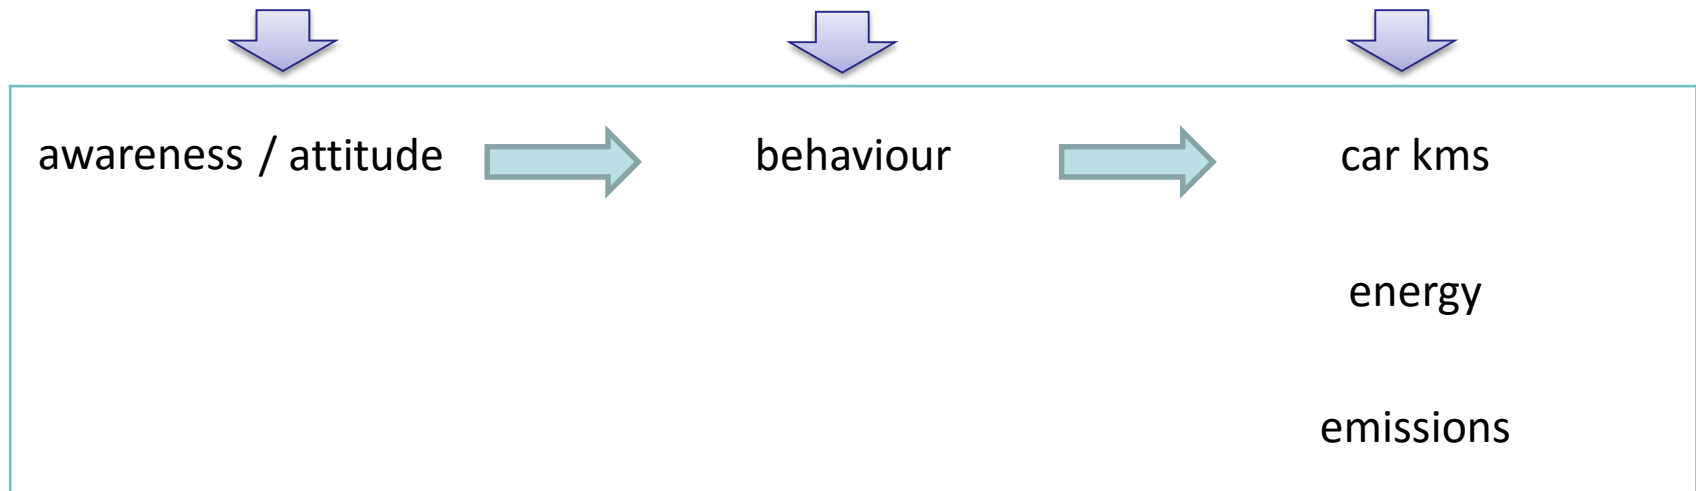 awareness / attitude
behaviour
car kms
energy
emissions